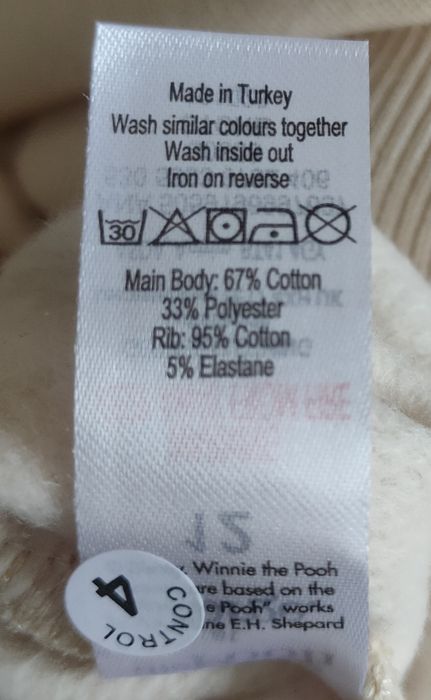 Made in Turkey
Wash similar colours together
Wash inside out
Iron on reverse
30
Main Body: 67% Cotton
33% Polyester
Rib: 95% Cotton
5% Elastane
Winnie the Pooh
are based on the
Pooh" works
E.H. Shepard
4
CONTROL